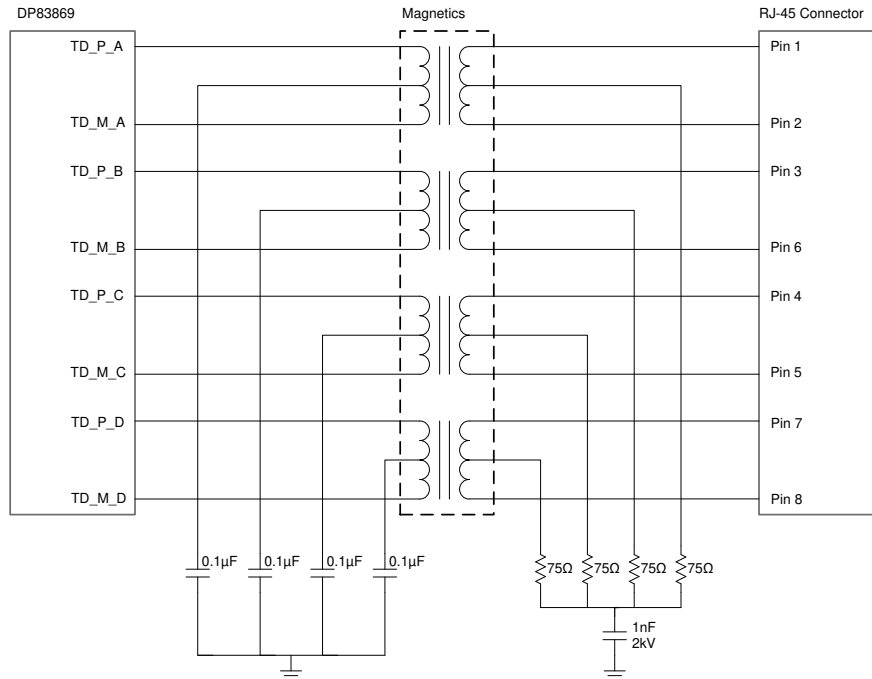 DP83869
Magnetics
RJ-45 Connector
TD_P_A
Pin 1
TD_M_A
Pin 2
TD_P_B
Pin 3
TD_M_B
Pin 6
TD_P_C
Pin 4
TD_M_C
Pin 5
TD_P_D
Pin 7
TD_M_D
Pin 8
0.1µF
0.1µF
0.1µF
0.1µF
75Ω
75Ω
75Ω
75Ω
1nF
2kV